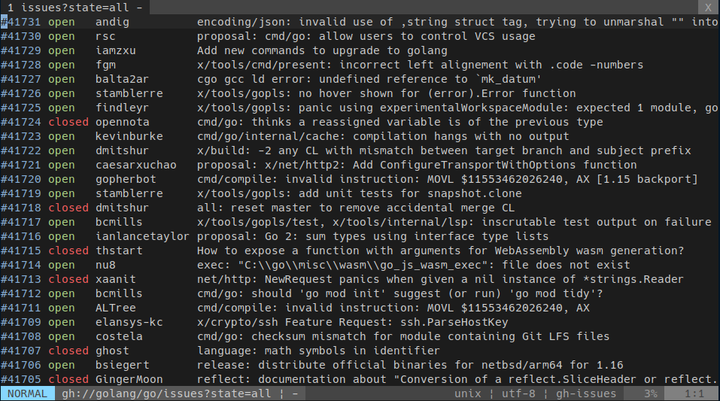 1 issues?state=all - X
#41731 open andig encoding/json: invalid use of ,string struct tag, trying to unmarshal "" into
#41730 open rsc proposal: cmd/go: allow users to control VCS usage
#41729 open iamzxu Add new commands to upgrade to golang
#41728 open fgm x/tools/cmd/present: incorrect left alignement with .code -numbers
#41727 open balta2ar cgo gcc ld error: undefined reference to `mk_datum'
#41726 open stamblerre x/tools/gopls: no hover shown for (error).Error function
#41725 open findleyr x/tools/gopls: panic using experimentalWorkspaceModule: expected 1 module, go
#41724 closed opennota cmd/go: thinks a reassigned variable is of the previous type
#41723 open kevinburke cmd/go/internal/cache: compilation hangs with no output
#41722 open dmitshur x/build: -2 any CL with mismatch between target branch and subject prefix
#41721 open caesarxuchao proposal: x/net/http2: Add ConfigureTransportWithOptions function
#41720 open gopherbot cmd/compile: invalid instruction: MOVL $11553462026240, AX [1.15 backport]
#41719 open stamblerre x/tools/gopls: add unit tests for snapshot.clone
#41718 closed dmitshur all: reset master to remove accidental merge CL
#41717 open bcmills x/tools/gopls/test, x/tools/internal/lsp: inscrutable test output on failure
#41716 open ianlancetaylor proposal: Go 2: sum types using interface type lists
#41715 closed thstart How to expose a function with arguments for WebAssembly wasm generation?
#41714 open nu8 exec: "C:\\go\\misc\\wasm\\go_js_wasm_exec": file does not exist
#41713 closed xaanit net/http: NewRequest panics when given a nil instance of *strings.Reader
#41712 open bcmills cmd/go: should 'go mod init' suggest (or run) 'go mod tidy'?
#41711 open ALTree cmd/compile: invalid instruction: MOVL $11553462026240, AX
#41709 open elansys-kc x/crypto/ssh Feature Request: ssh.ParseHostKey
#41708 open costela cmd/go: checksum mismatch for module containing Git LFS files
#41707 closed ghost language: math symbols in identifier
#41706 open bsiegert release: distribute official binaries for netbsd/arm64 for 1.16
#41705 closed GingerMoon reflect: documentation about "Conversion of a reflect.SliceHeader or reflect.
NORMAL gh://golang/go/issues?state=all ¦ - unix ¦ utf-8 ¦ gh-issues 3% 1:1